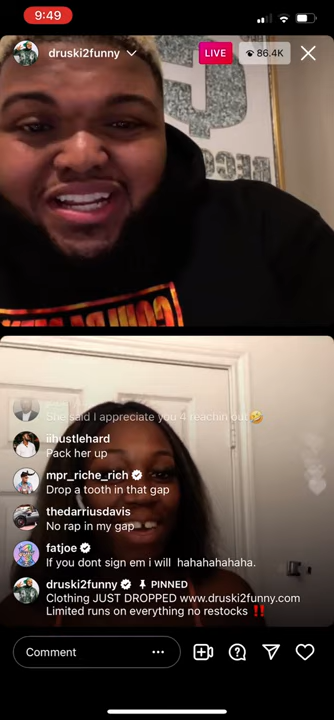 9:49
druski2funny
LIVE
86.4K
She said I appreciate you 4 reachin out🤣
iihustlehard
Pack her up
mpr_riche_rich
Drop a tooth in that gap
thedarriusdavis
No rap in my gap
fatjoe
If you dont sign em i will hahahahahaha.
druski2funny PINNED
Clothing JUST DROPPED www.druski2funny.com
Limited runs on everything no restocks ‼️
Comment